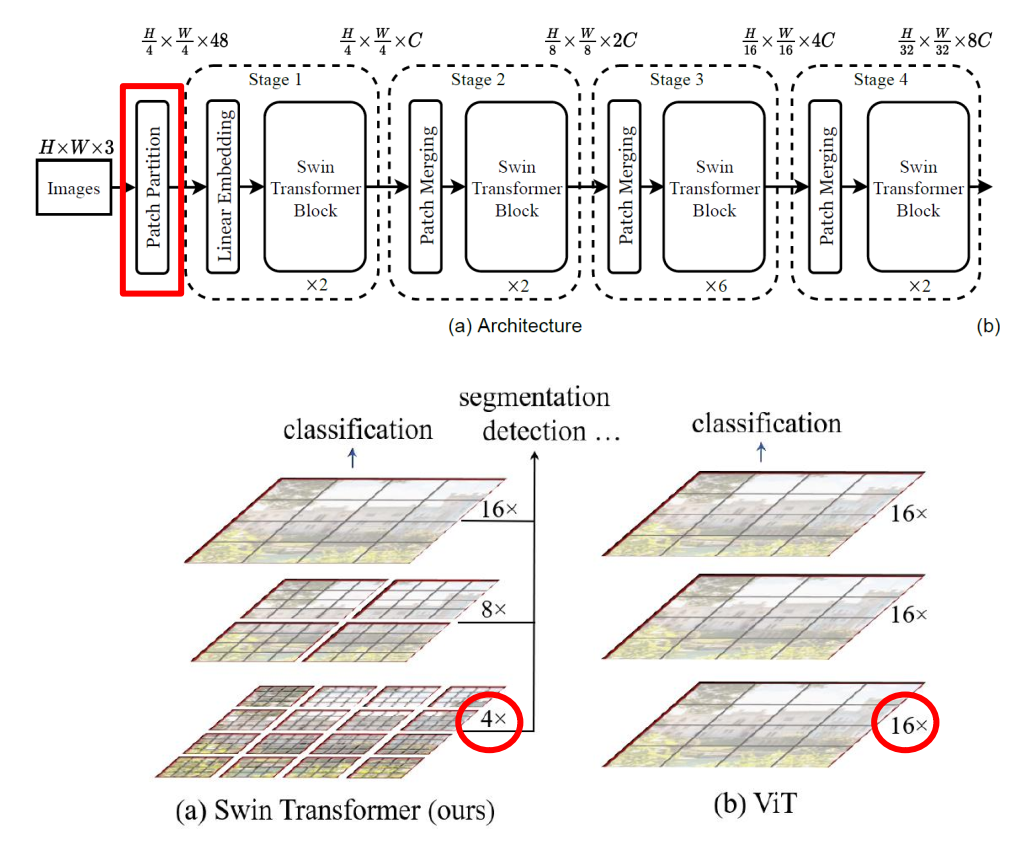 H/4 × W/4 × 48
H/4 × W/4 × C
H/8 × W/8 × 2C
H/16 × W/16 × 4C
H/32 × W/32 × 8C
Stage 1
Stage 2
Stage 3
Stage 4
H×W×3
Images
Patch Partition
Linear Embedding
Swin
Transformer
Block
×2
Patch Merging
Swin
Transformer
Block
×2
Patch Merging
Swin
Transformer
Block
×6
Patch Merging
Swin
Transformer
Block
×2
(a) Architecture
(b)
segmentation
classification
detection ...
16×
8×
4×
(a) Swin Transformer (ours)
classification
16×
16×
16×
(b) ViT